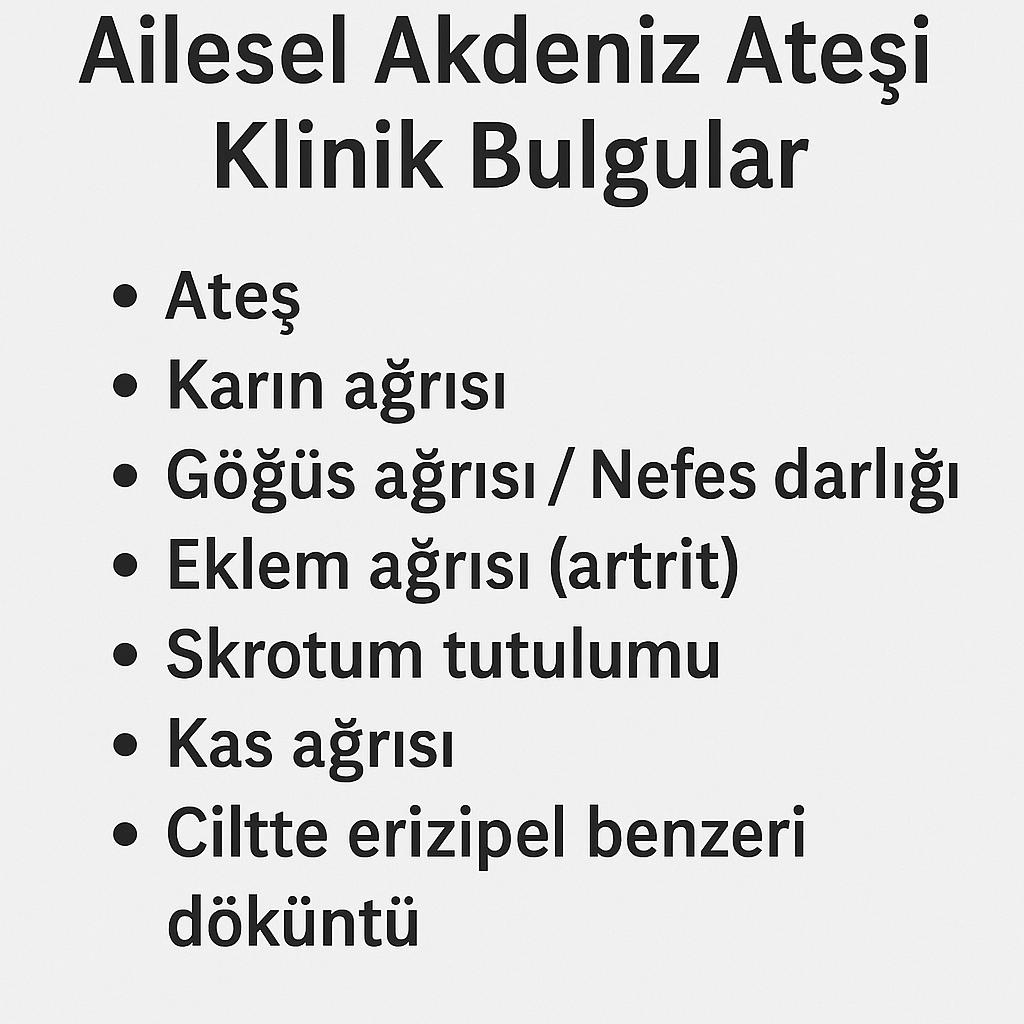 Ailesel Akdeniz Ateşi
Klinik Bulgular
• Ateş
• Karın ağrısı
• Göğüs ağrısı / Nefes darlığı
• Eklem ağrısı (artrit)
• Skrotum tutulumu
• Kas ağrısı
• Ciltte erizipel benzeri
döküntü